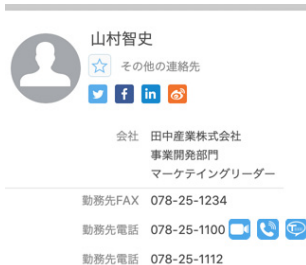 山村智史
その他の連絡先
会社 田中産業株式会社
事業開発部門
マーケテイングリーダー
勤務先FAX 078-25-1234
勤務先電話 078-25-1100
勤務先電話 078-25-1112